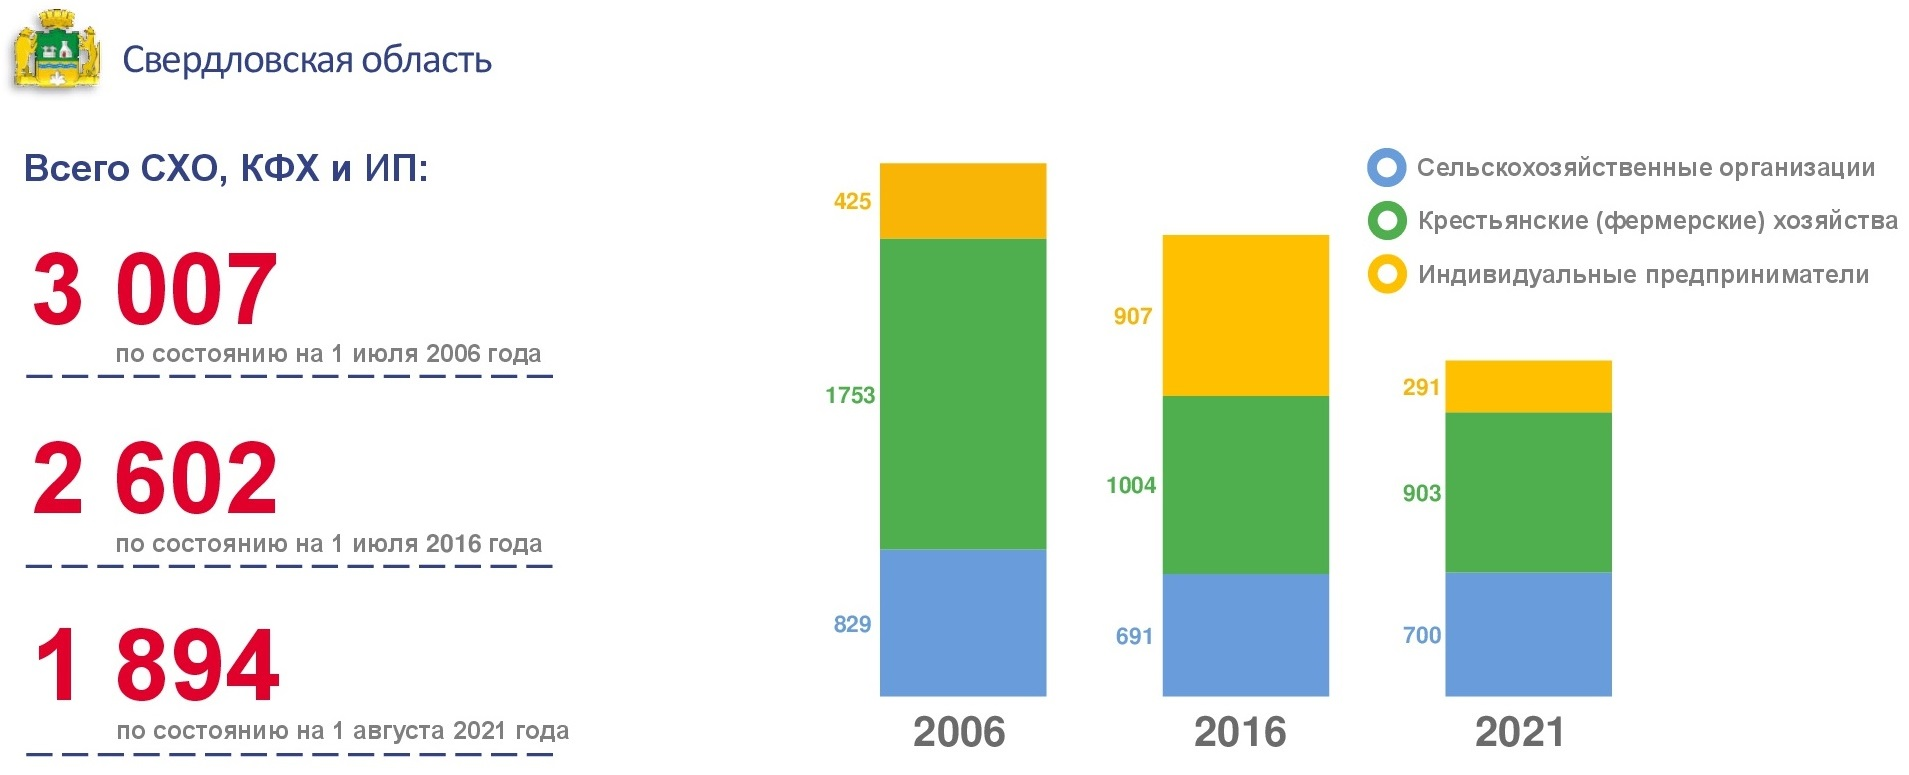 Свердловская область
Всего СХО, КФХ и ИП:
3 007
по состоянию на 1 июля 2006 года
2 602
по состоянию на 1 июля 2016 года
1 894
по состоянию на 1 августа 2021 года
425
1753
829
2006
907
1004
691
2016
291
903
700
2021
Сельскохозяйственные организации
Крестьянские (фермерские) хозяйства
Индивидуальные предприниматели